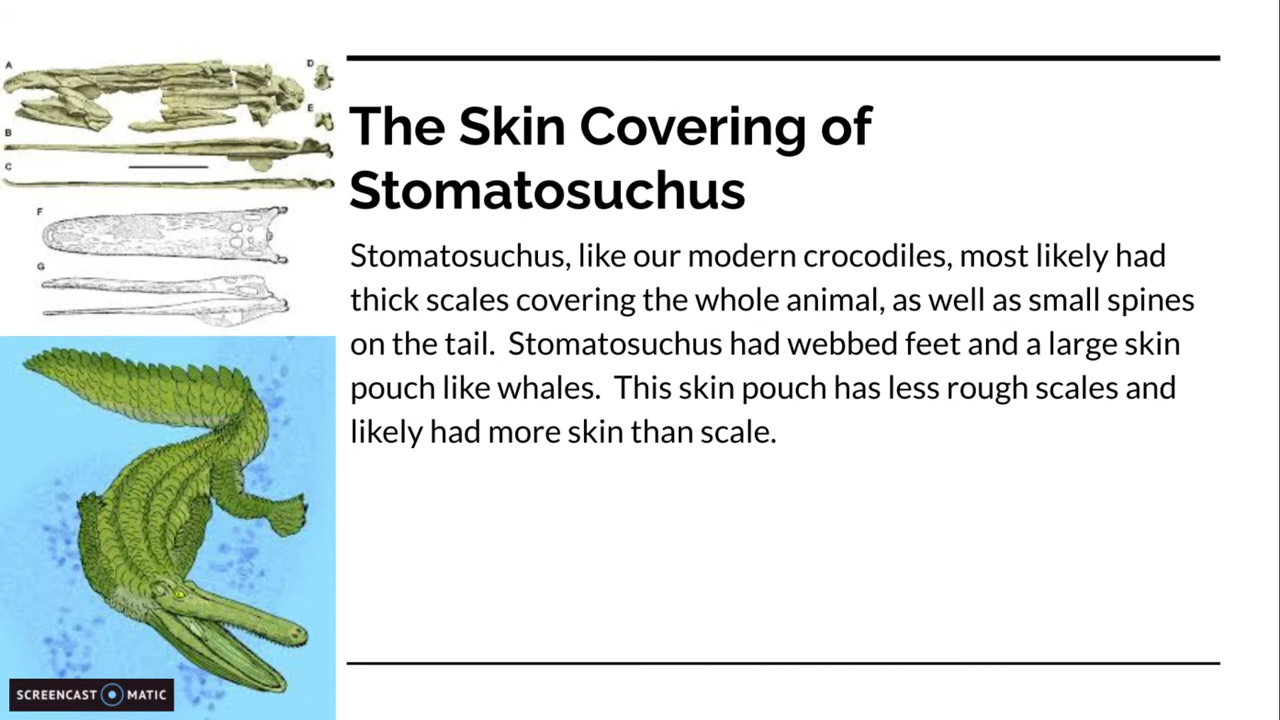 A
D
E
B
C
F
G
The Skin Covering of
Stomatosuchus
Stomatosuchus, like our modern crocodiles, most likely had
thick scales covering the whole animal, as well as small spines
on the tail.  Stomatosuchus had webbed feet and a large skin
pouch like whales.  This skin pouch has less rough scales and
likely had more skin than scale.
SCREENCAST MATIC